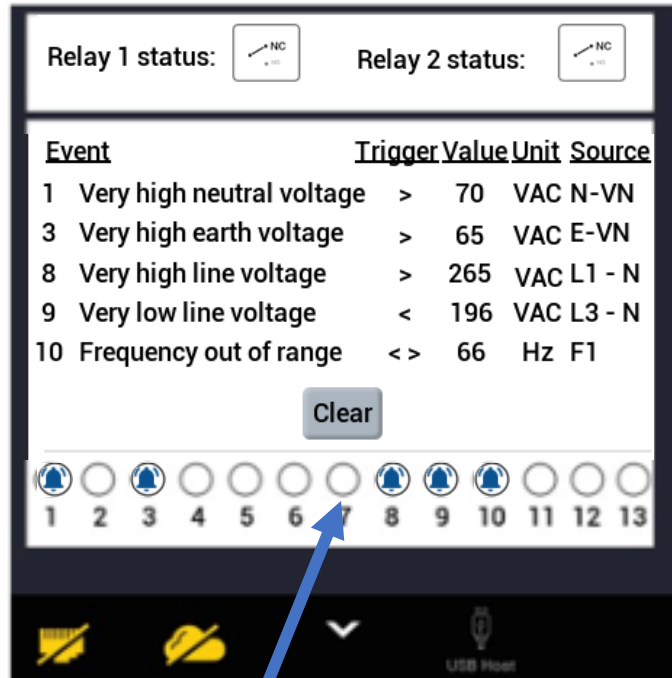 Relay 1 status: NC Relay 2 status: NC
Event Trigger Value Unit Source
1 Very high neutral voltage > 70 VAC N-VN
3 Very high earth voltage > 65 VAC E-VN
8 Very high line voltage > 265 VAC L1 - N
9 Very low line voltage < 196 VAC L3 - N
10 Frequency out of range < > 66 Hz F1
Clear
1 2 3 4 5 6 7 8 9 10 11 12 13
USB Host